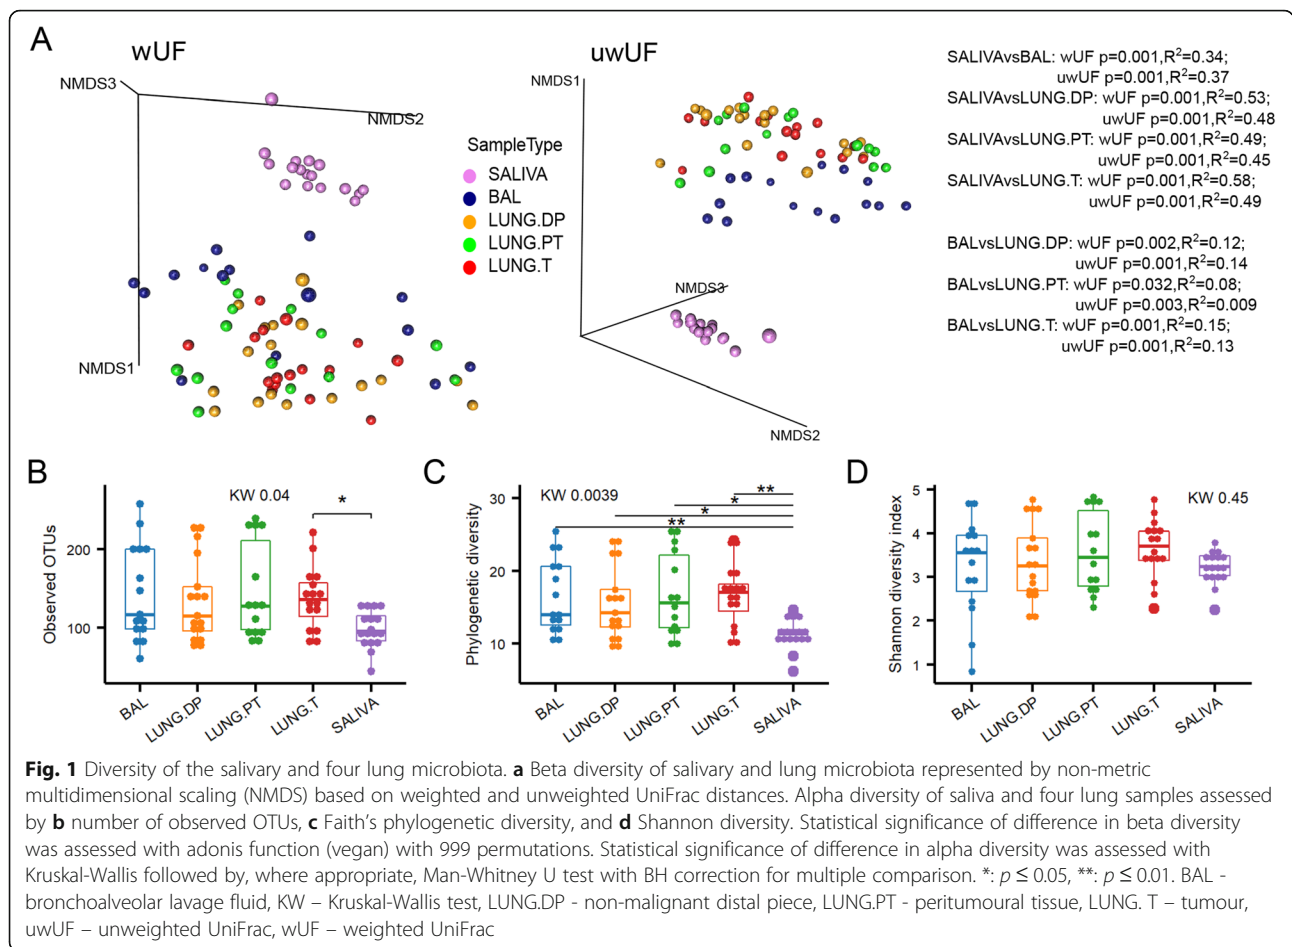 A
wUF
NMDS3
NMDS2
NMDS1
SampleType
SALIVA
BAL
LUNG.DP
LUNG.PT
LUNG.T
uwUF
NMDS1
NMDS3
NMDS2
SALIVAvsBAL: wUF p=0.001,R²=0.34;
uwUF p=0.001,R²=0.37
SALIVAvsLUNG.DP: wUF p=0.001,R²=0.53;
uwUF p=0.001,R²=0.48
SALIVAvsLUNG.PT: wUF p=0.001,R²=0.49;
uwUF p=0.001,R²=0.45
SALIVAvsLUNG.T: wUF p=0.001,R²=0.58;
uwUF p=0.001,R²=0.49
BALvsLUNG.DP: wUF p=0.002,R²=0.12;
uwUF p=0.001,R²=0.14
BALvsLUNG.PT: wUF p=0.032,R²=0.08;
uwUF p=0.003,R²=0.009
BALvsLUNG.T: wUF p=0.001,R²=0.15;
uwUF p=0.001,R²=0.13
B
KW 0.04
*
Observed OTUs
200
100
BAL
LUNG.DP
LUNG.PT
LUNG.T
SALIVA
C
KW 0.0039
**
*
*
**
Phylogenetic diversity
30
20
10
BAL
LUNG.DP
LUNG.PT
LUNG.T
SALIVA
D
KW 0.45
Shannon diversity index
5
4
3
2
1
BAL
LUNG.DP
LUNG.PT
LUNG.T
SALIVA
Fig. 1 Diversity of the salivary and four lung microbiota. a Beta diversity of salivary and lung microbiota represented by non-metric
multidimensional scaling (NMDS) based on weighted and unweighted UniFrac distances. Alpha diversity of saliva and four lung samples assessed
by b number of observed OTUs, c Faith's phylogenetic diversity, and d Shannon diversity. Statistical significance of difference in beta diversity
was assessed with adonis function (vegan) with 999 permutations. Statistical significance of difference in alpha diversity was assessed with
Kruskal-Wallis followed by, where appropriate, Man-Whitney U test with BH correction for multiple comparison. *: p ≤ 0.05, **: p ≤ 0.01. BAL -
bronchoalveolar lavage fluid, KW – Kruskal-Wallis test, LUNG.DP - non-malignant distal piece, LUNG.PT - peritumoural tissue, LUNG. T – tumour,
uwUF – unweighted UniFrac, wUF – weighted UniFrac